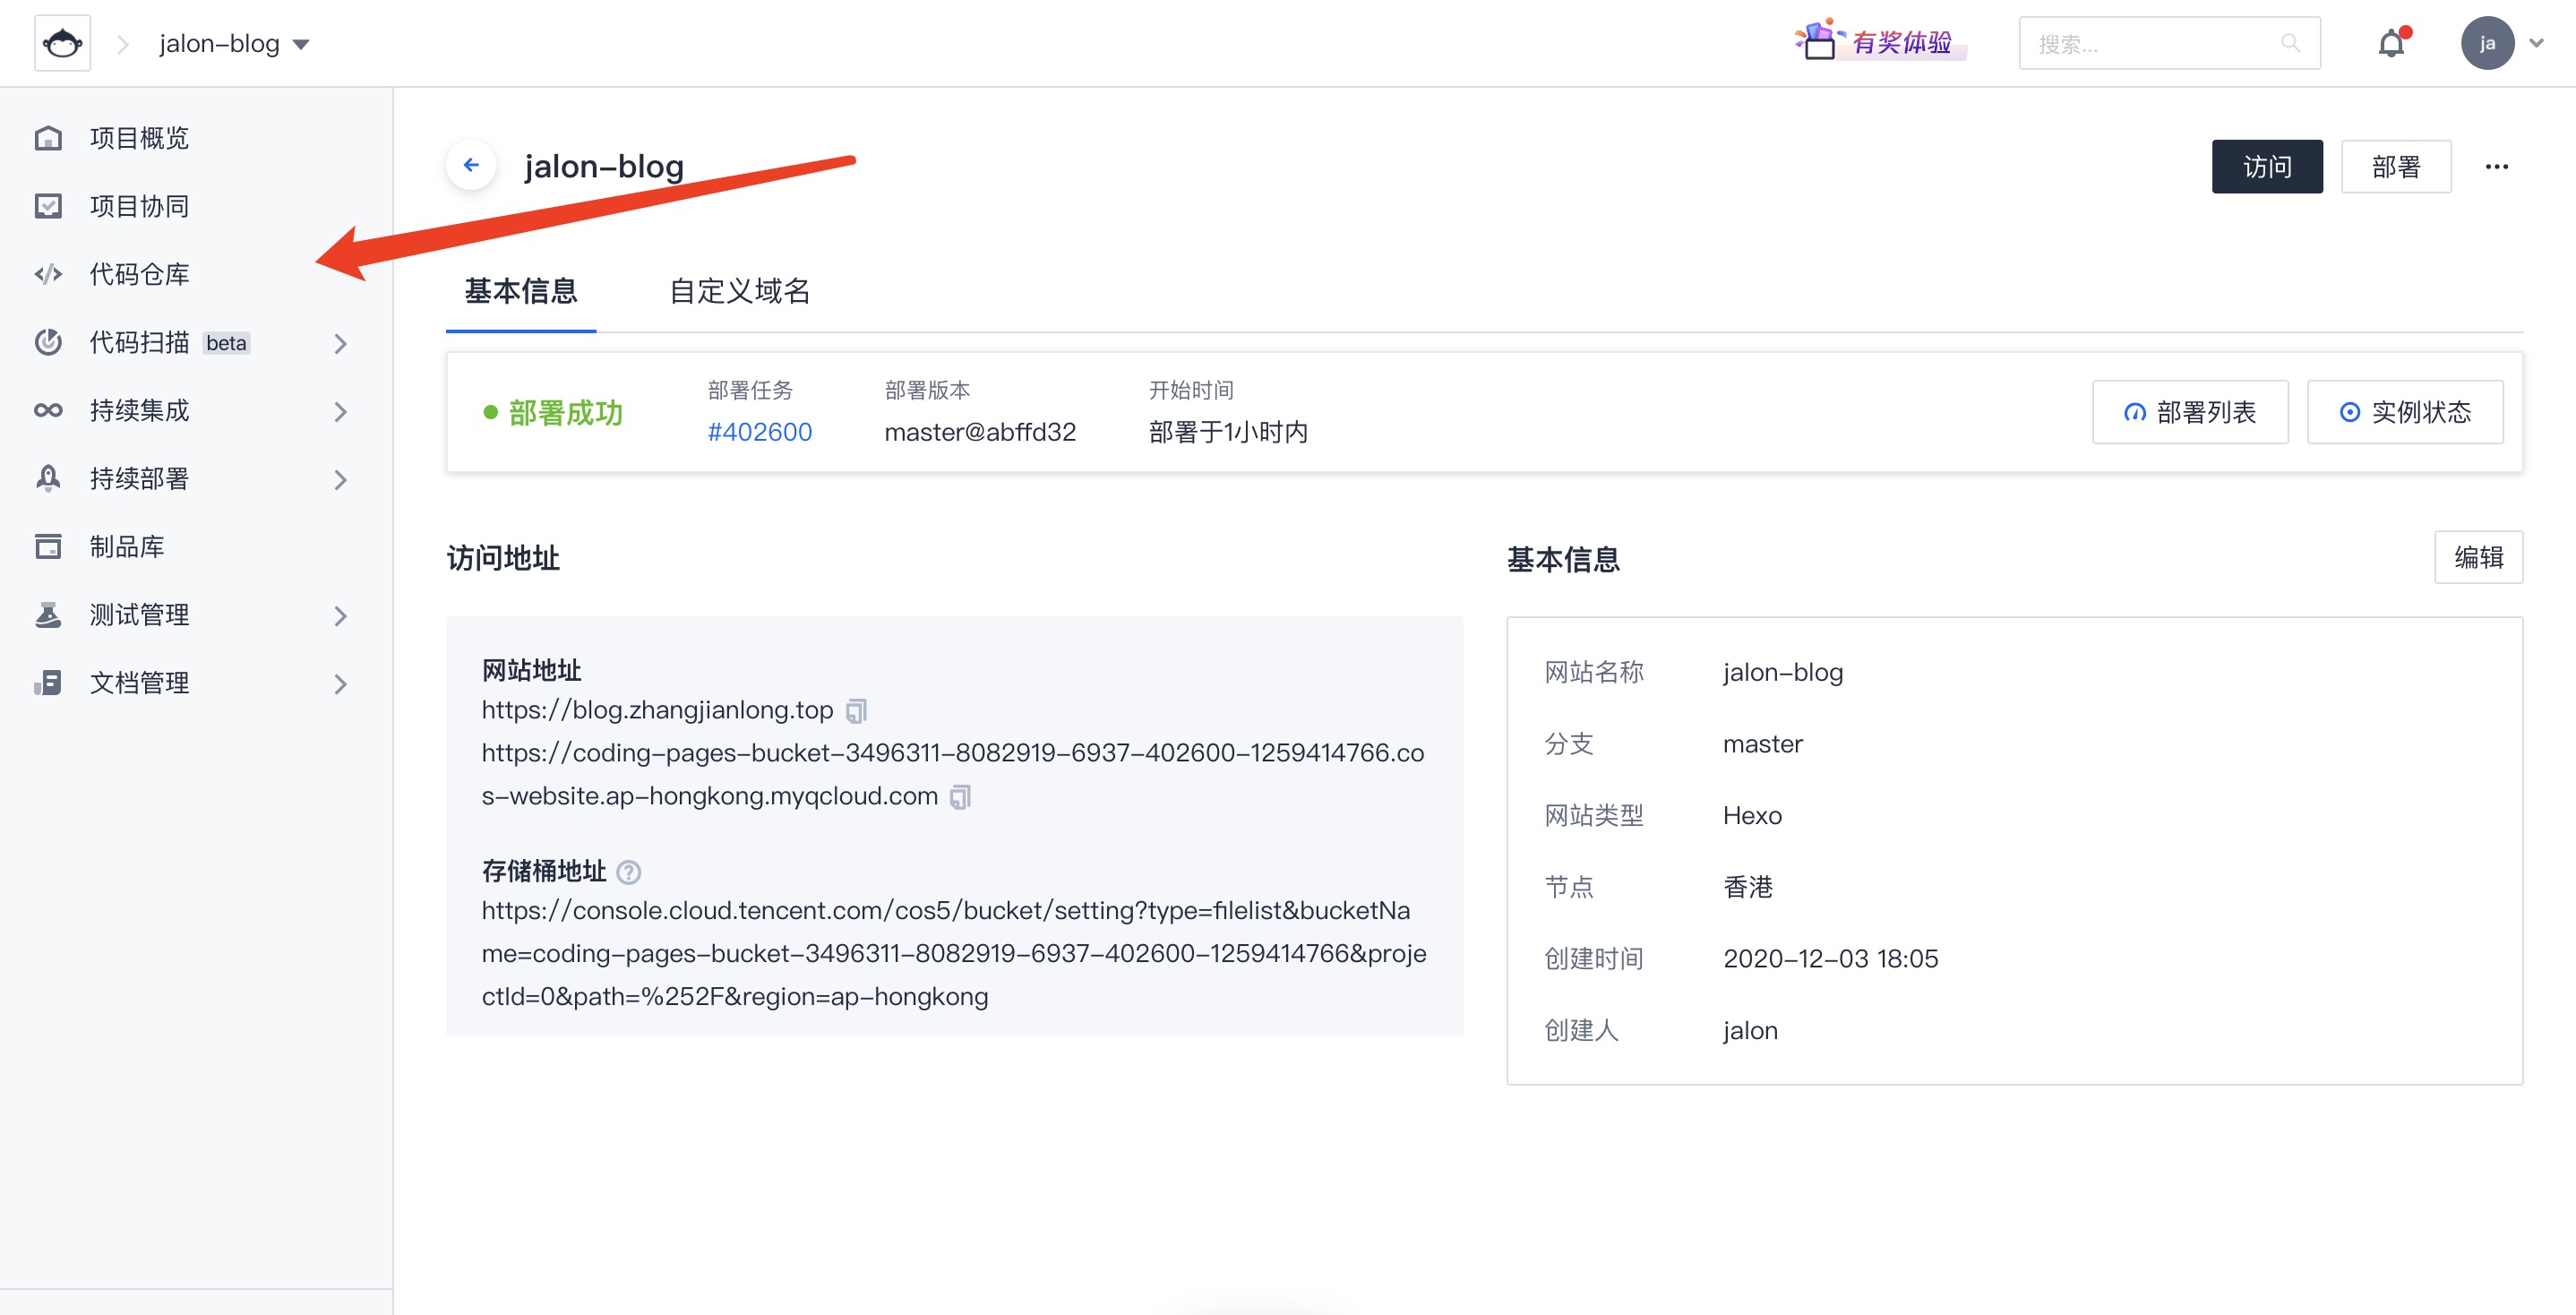 jalon-blog
有奖体验
搜索...
ja
项目概览
项目协同
代码仓库
代码扫描 beta
持续集成
持续部署
制品库
测试管理
文档管理
jalon-blog
访问
部署
基本信息
自定义域名
部署成功
部署任务
#402600
部署版本
master@abffd32
开始时间
部署于1小时内
部署列表
实例状态
访问地址
网站地址
https://blog.zhangjianlong.top
https://coding-pages-bucket-3496311-8082919-6937-402600-1259414766.co
s-website.ap-hongkong.myqcloud.com
存储桶地址
https://console.cloud.tencent.com/cos5/bucket/setting?type=filelist&bucketNa
me=coding-pages-bucket-3496311-8082919-6937-402600-1259414766&proje
ctId=0&path=%252F&region=ap-hongkong
基本信息
编辑
网站名称 jalon-blog
分支 master
网站类型 Hexo
节点 香港
创建时间 2020-12-03 18:05
创建人 jalon